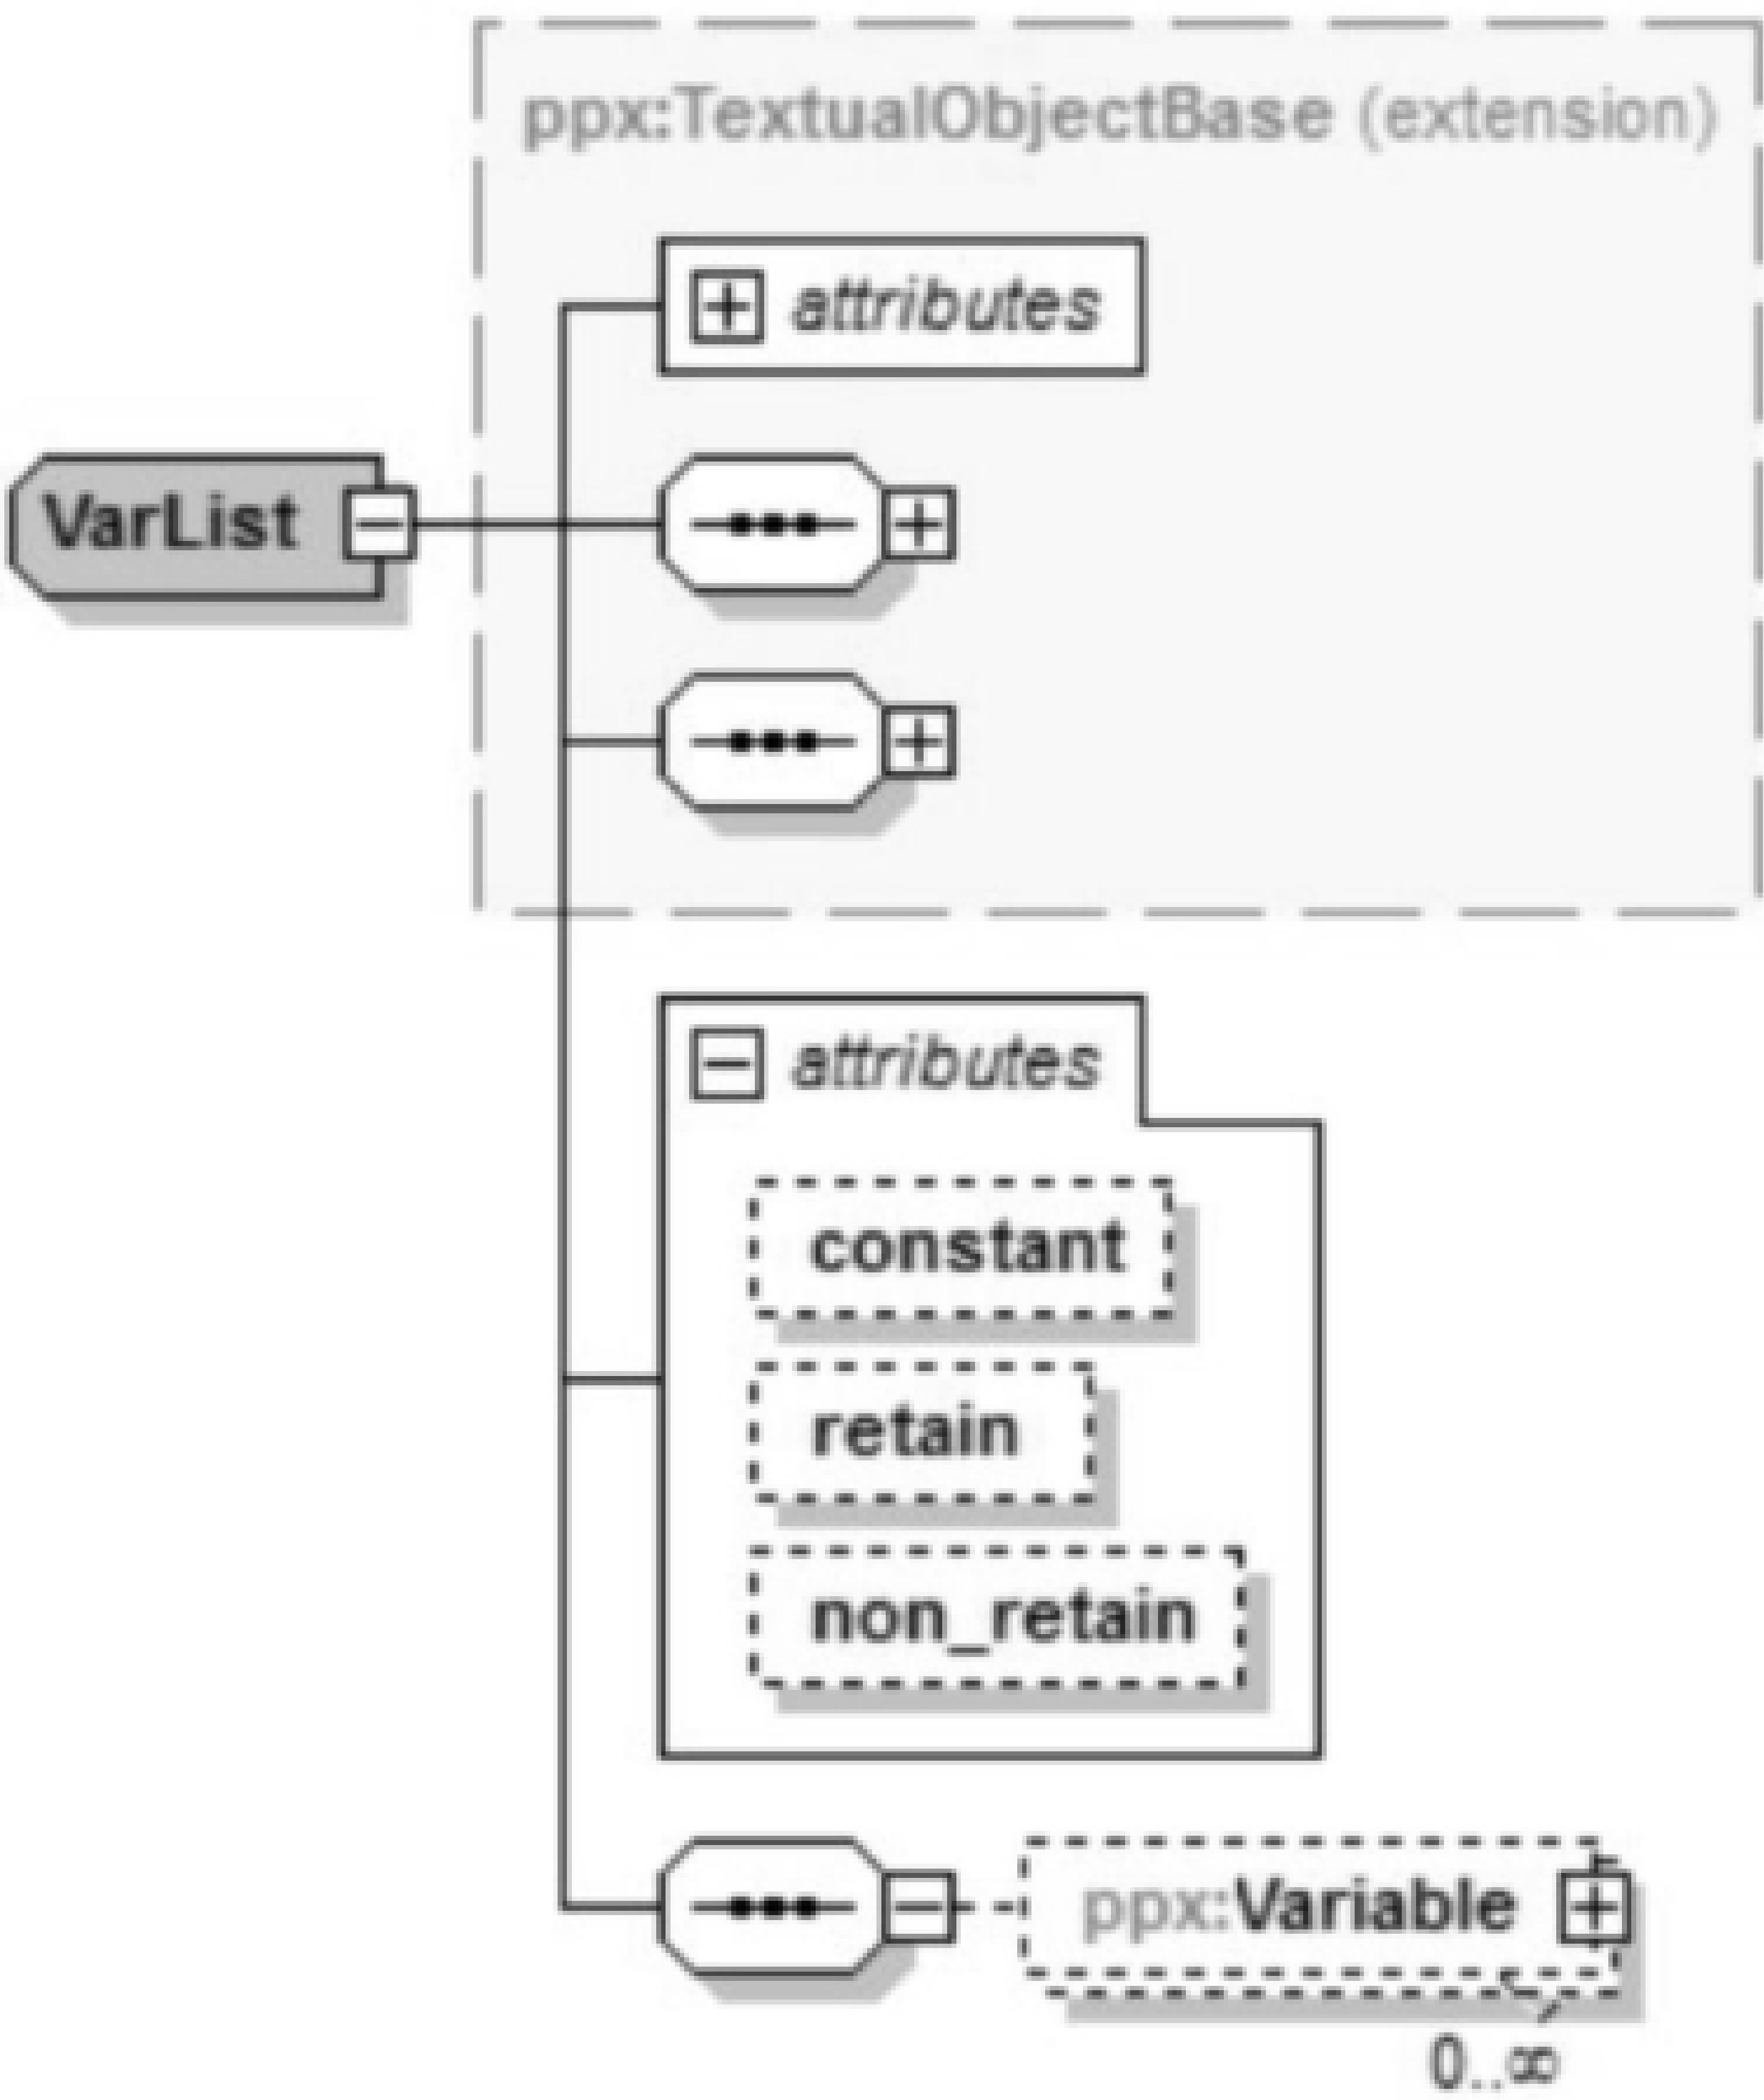 ppx:TextualObjectBase (extension)
attributes
VarList
attributes
constant
retain
non_retain
ppx:Variable
0..∞